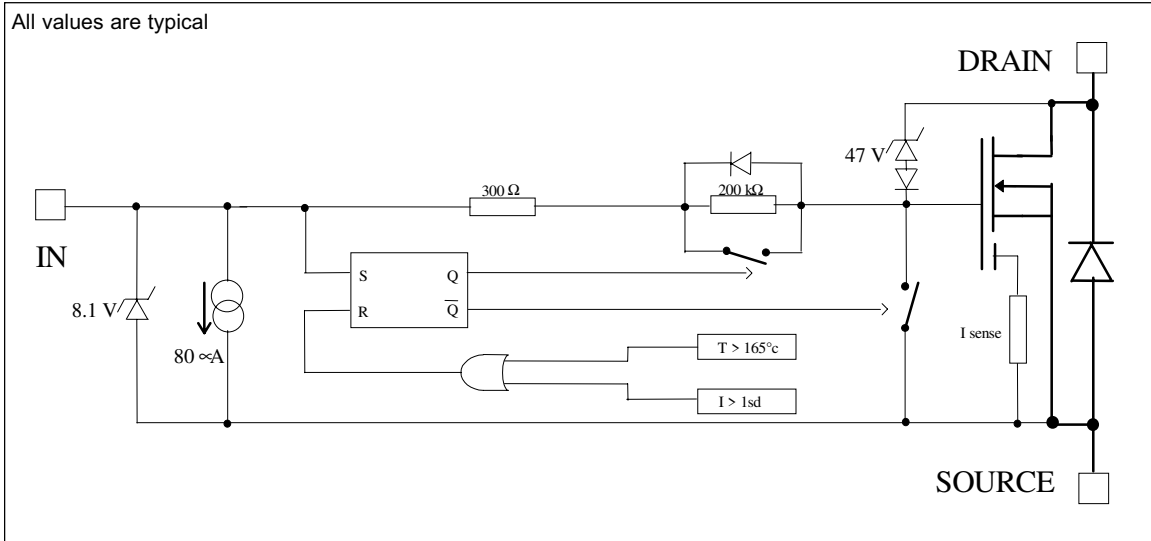 All values are typical
DRAIN
47 V
300 Ω
200 kΩ
IN
S
Q
R
Q̅
8.1 V
80 ∝A
T > 165°c
I sense
I > 1sd
SOURCE